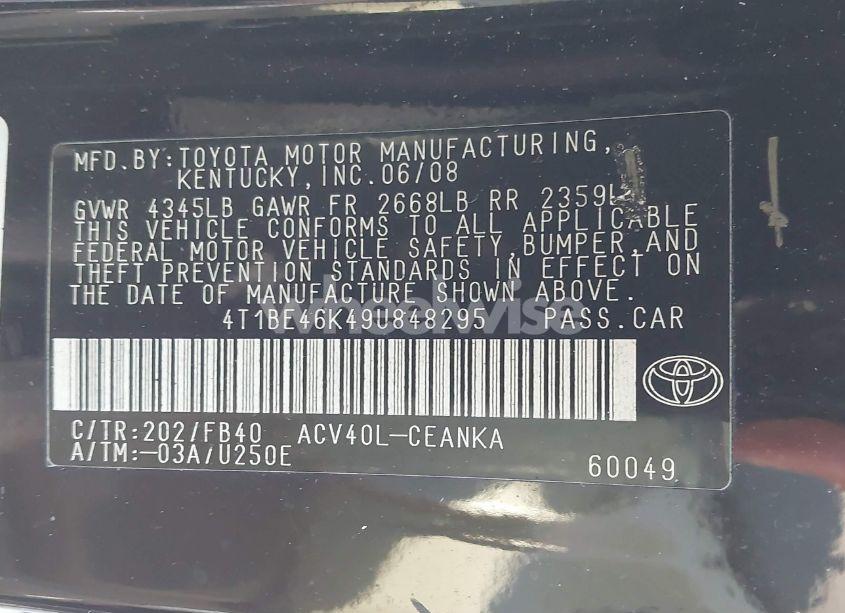 MFD. BY: TOYOTA MOTOR MANUFACTURING,
KENTUCKY, INC. 06/08
GVWR 4345LB GAWR FR 2668LB RR 2359L
THIS VEHICLE CONFORMS TO ALL APPLICABLE
FEDERAL MOTOR VEHICLE SAFETY, BUMPER, AND
THEFT PREVENTION STANDARDS IN EFFECT ON
THE DATE OF MANUFACTURE SHOWN ABOVE.
wheelwise
4T1BE46K49U848295 PASS. CAR
C/TR: 202/FB40 ACV40L-CEANKA
A/TM:-03A/U250E
60049